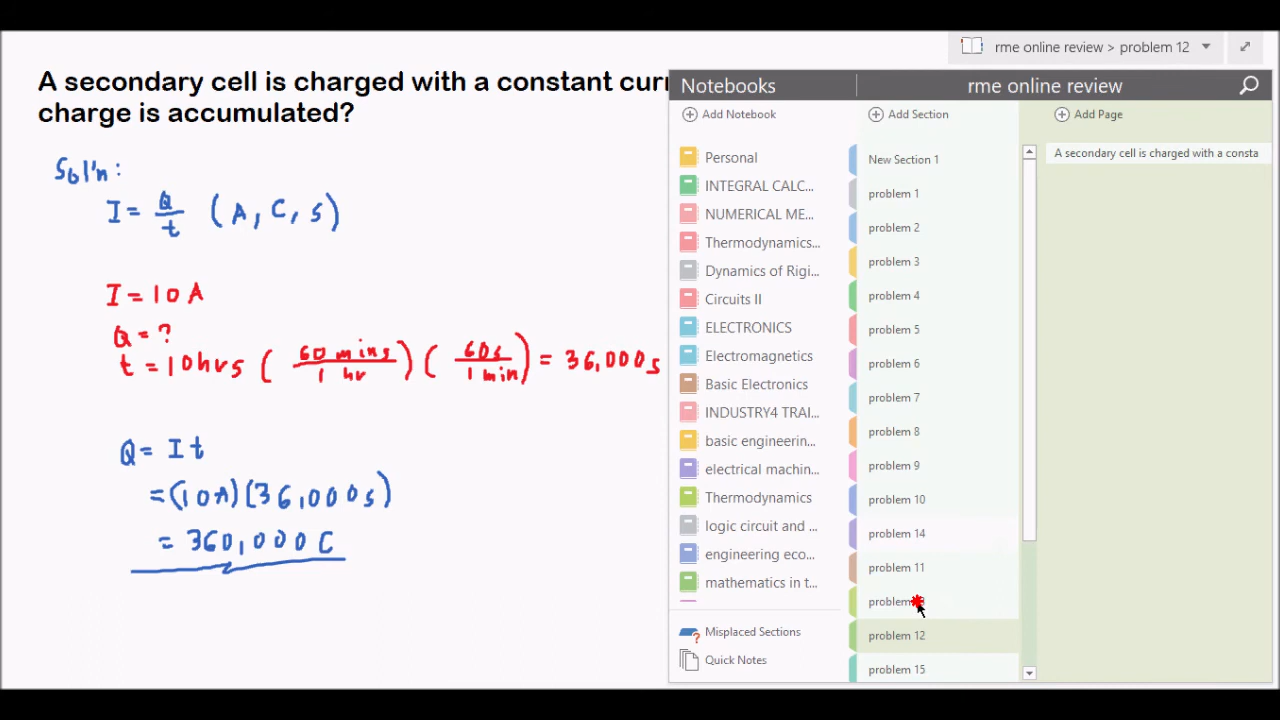 rme online review > problem 12
A secondary cell is charged with a constant curr
charge is accumulated?
Sol'n:
I = Q/t (A, C, s)
I = 10 A
Q = ?
t = 10hrs ( 60 mins / 1 hr ) ( 60s / 1 min ) = 36,000s
Q = I t
= (10A)(36,000s)
= 360,000 C
Notebooks
Add Notebook
Personal
INTEGRAL CALC...
NUMERICAL ME...
Thermodynamics...
Dynamics of Rigi...
Circuits II
ELECTRONICS
Electromagnetics
Basic Electronics
INDUSTRY4 TRAI...
basic engineerin...
electrical machin...
Thermodynamics
logic circuit and ...
engineering eco...
mathematics in t...
Misplaced Sections
Quick Notes
rme online review
Add Section
New Section 1
problem 1
problem 2
problem 3
problem 4
problem 5
problem 6
problem 7
problem 8
problem 9
problem 10
problem 14
problem 11
problem
problem 12
problem 15
Add Page
A secondary cell is charged with a consta